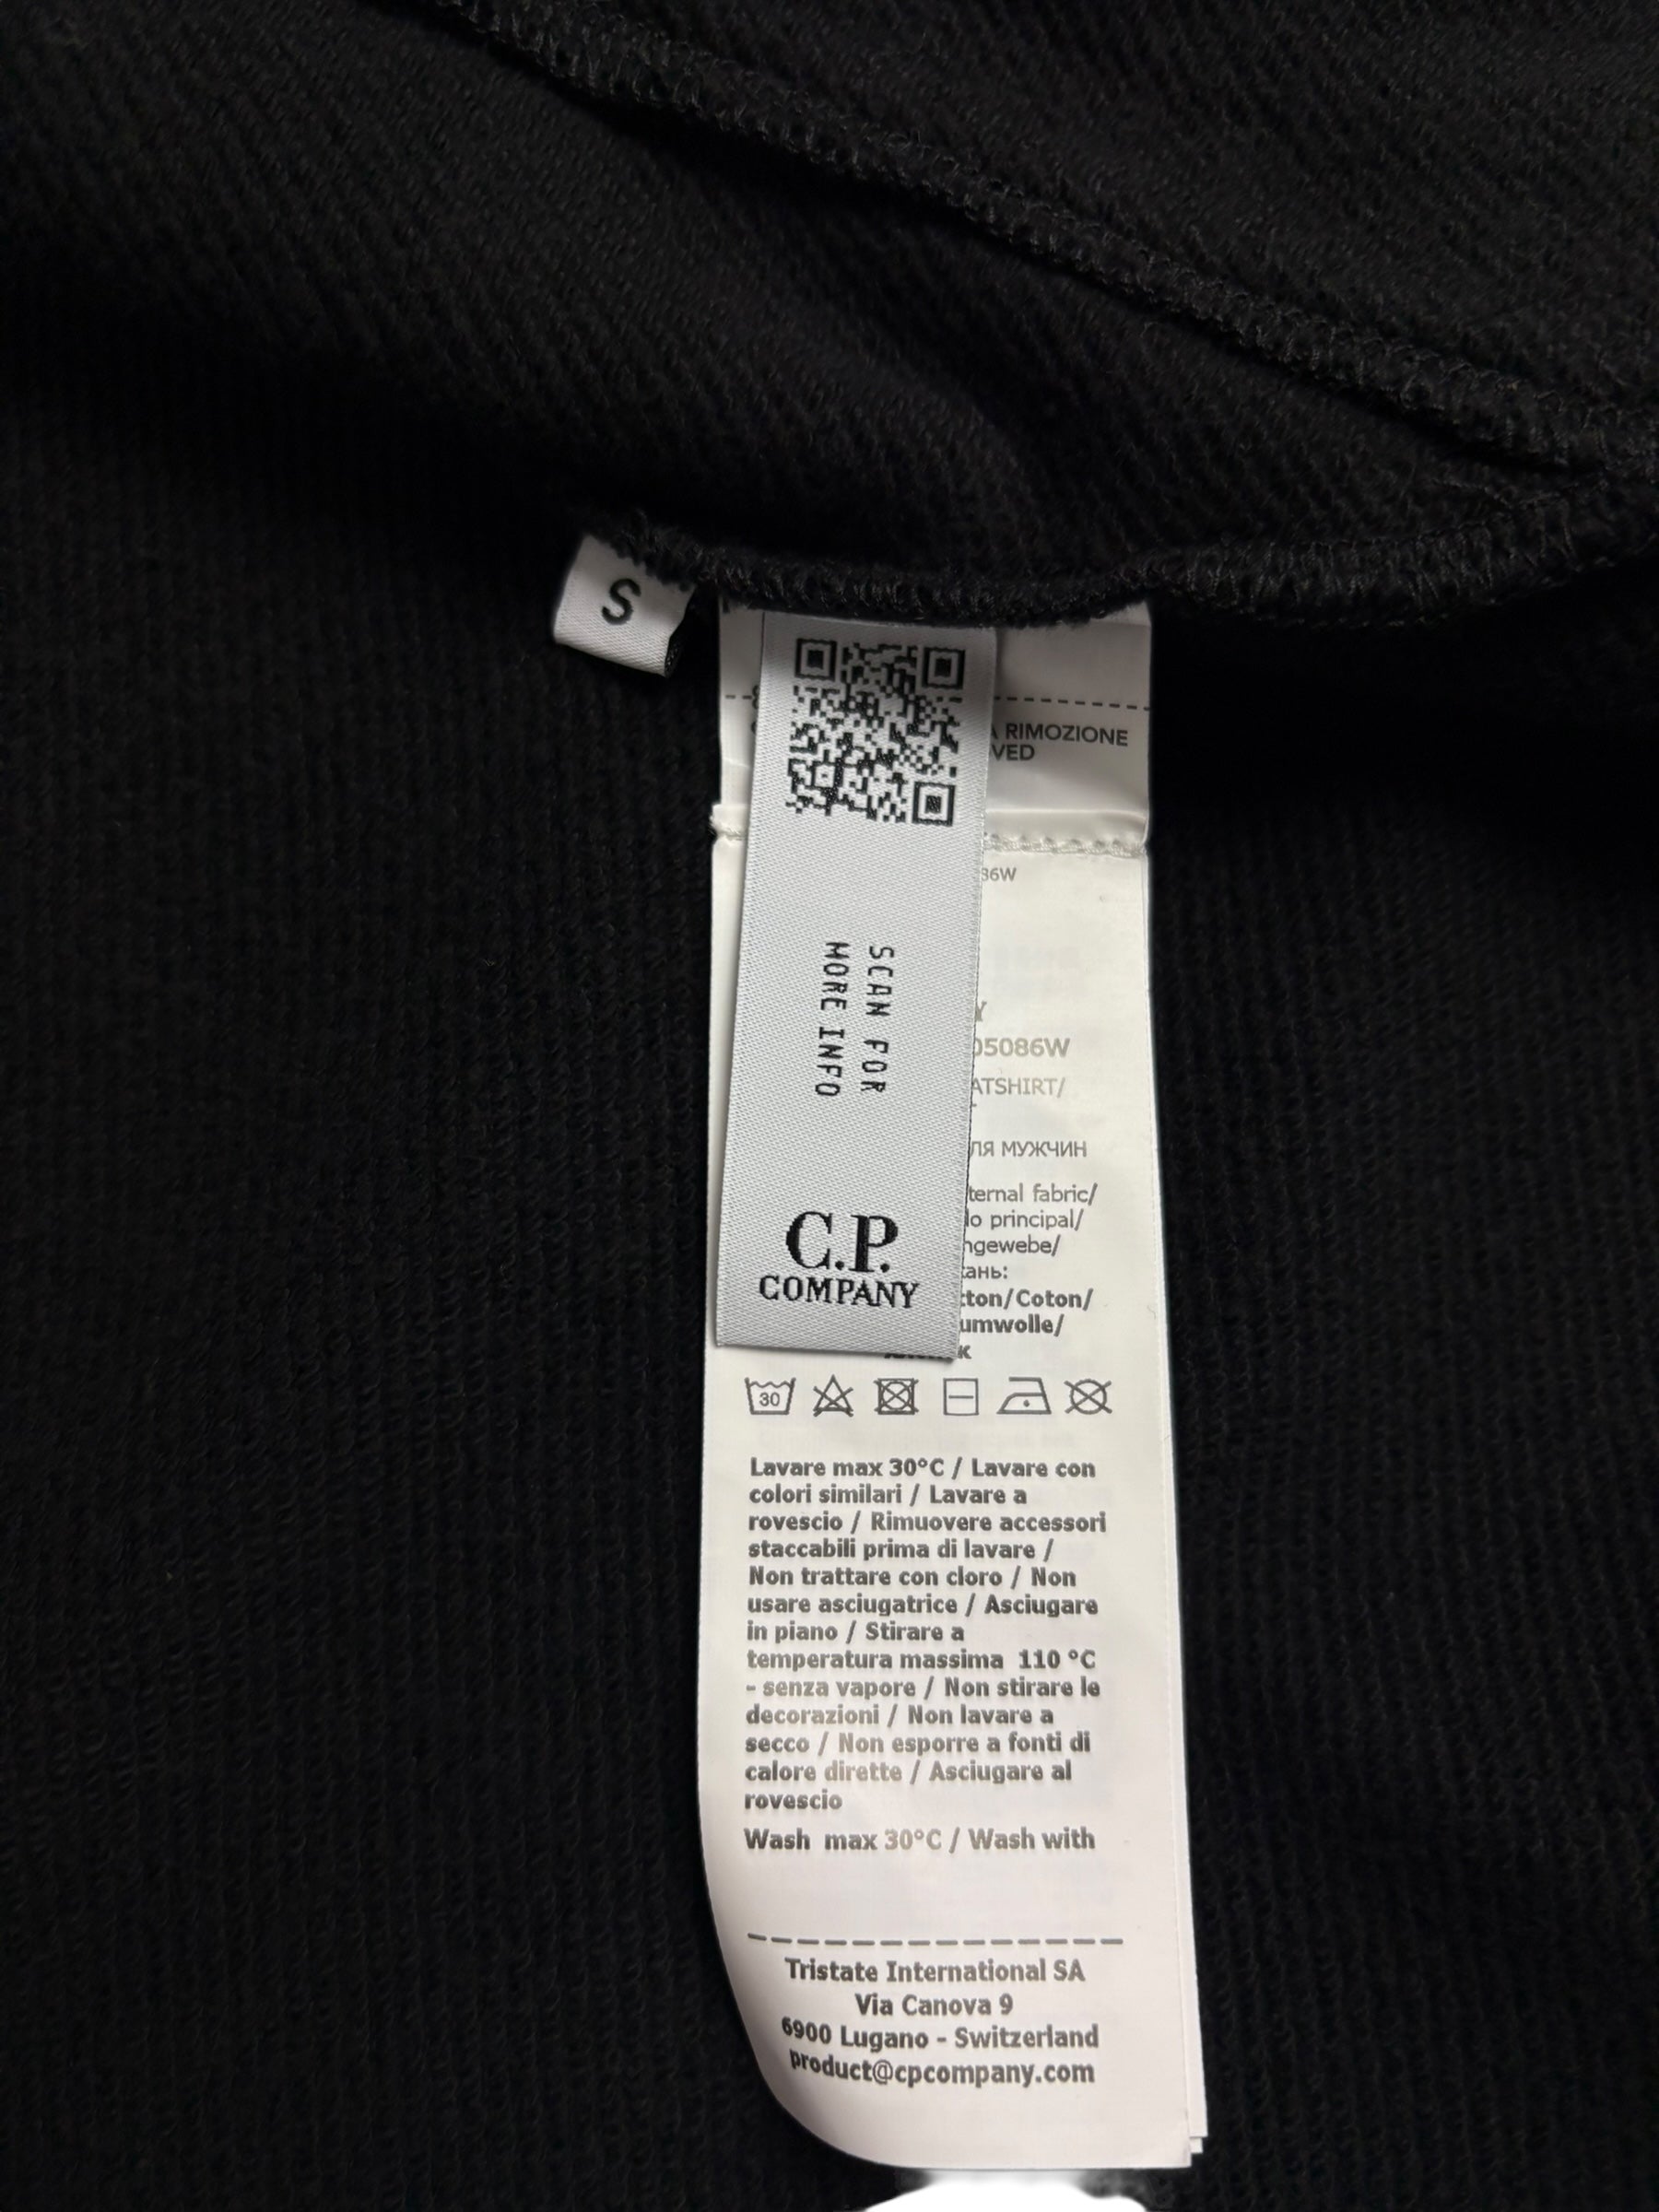 S
RIMOZIONE
VED
36W
SCAN FOR
MORE INFO
Y
05086W
ATSHIRT/
ЛЯ МУЖЧИН
ternal fabric/
lo principal/
ngewebe/
кань:
C.P.
COMPANY
tton/Coton/
umwolle/
к
30
Lavare max 30°C / Lavare con
colori similari / Lavare a
rovescio / Rimuovere accessori
staccabili prima di lavare /
Non trattare con cloro / Non
usare asciugatrice / Asciugare
in piano / Stirare a
temperatura massima 110 °C
- senza vapore / Non stirare le
decorazioni / Non lavare a
secco / Non esporre a fonti di
calore dirette / Asciugare al
rovescio
Wash max 30°C / Wash with
Tristate International SA
Via Canova 9
6900 Lugano - Switzerland
product@cpcompany.com